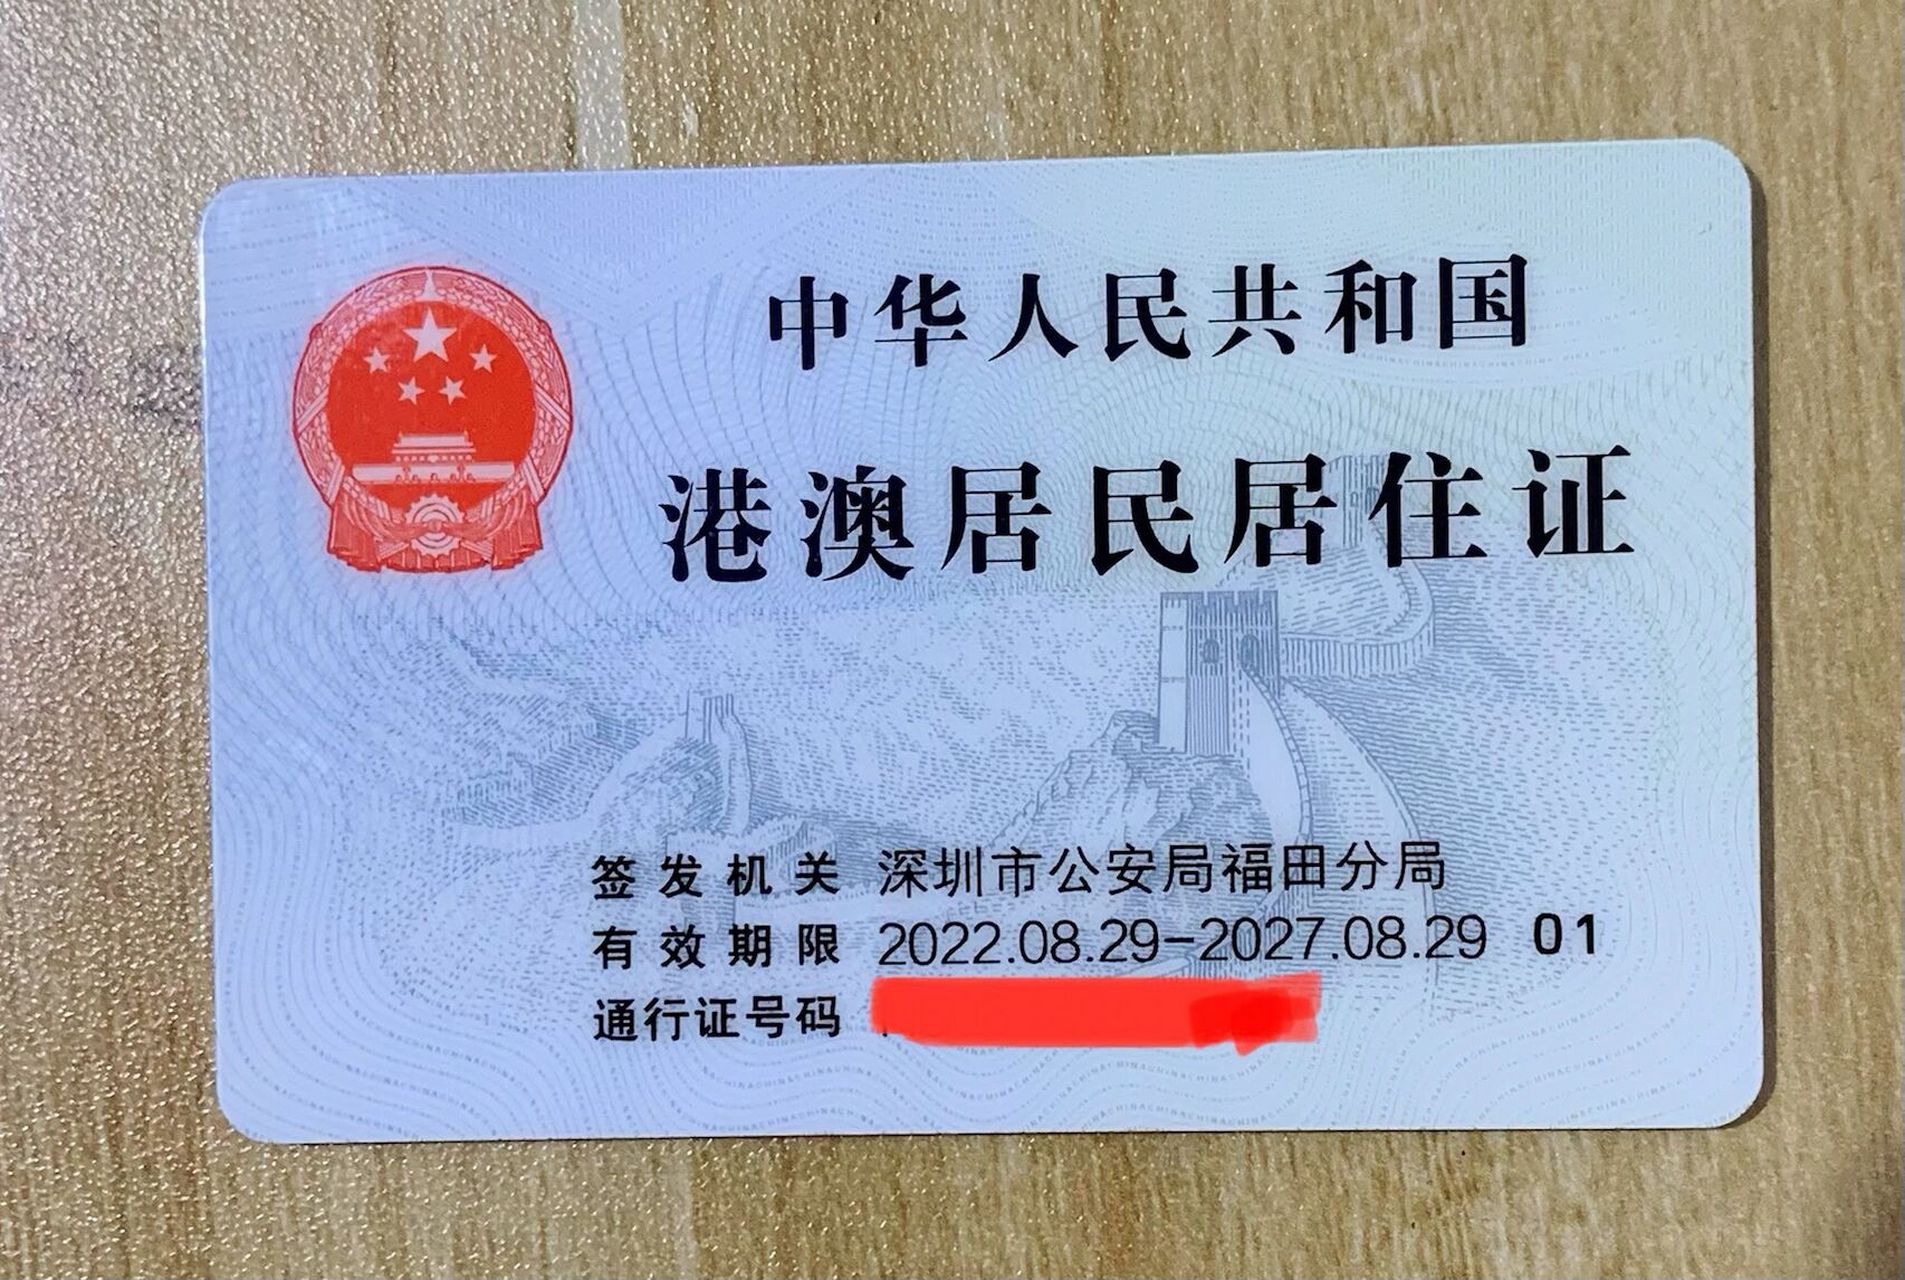 中华人民共和国
港澳居民居住证
签发机关 深圳市公安局福田分局
有效期限 2022.08.29-2027.08.29 01
通行证号码